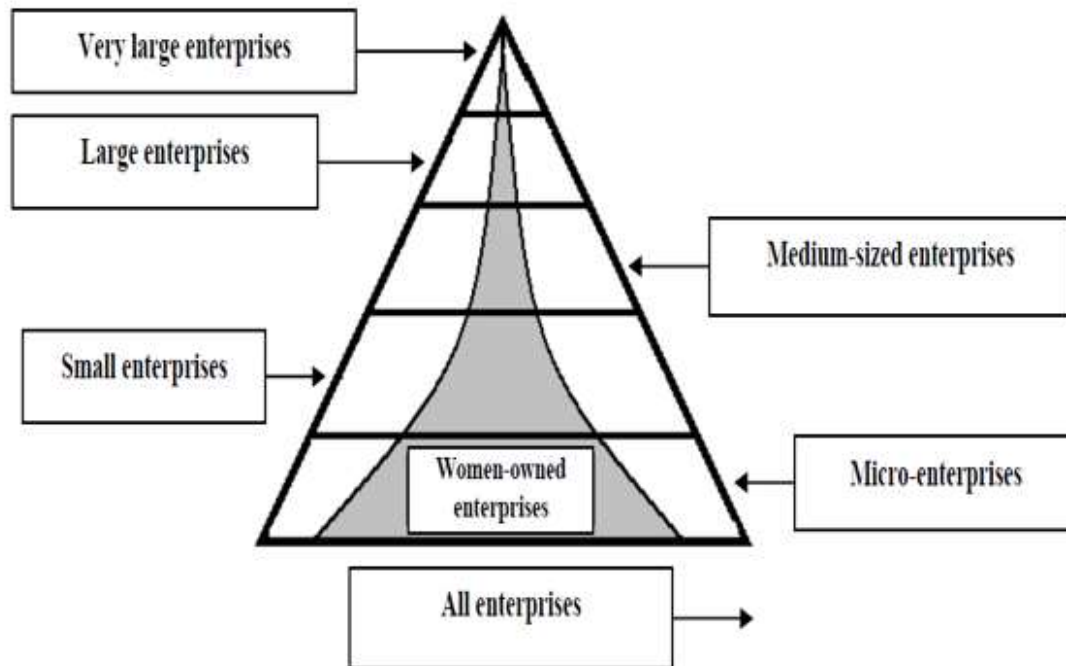 Very large enterprises
Large enterprises
Medium-sized enterprises
Small enterprises
Women-owned
enterprises
Micro-enterprises
All enterprises